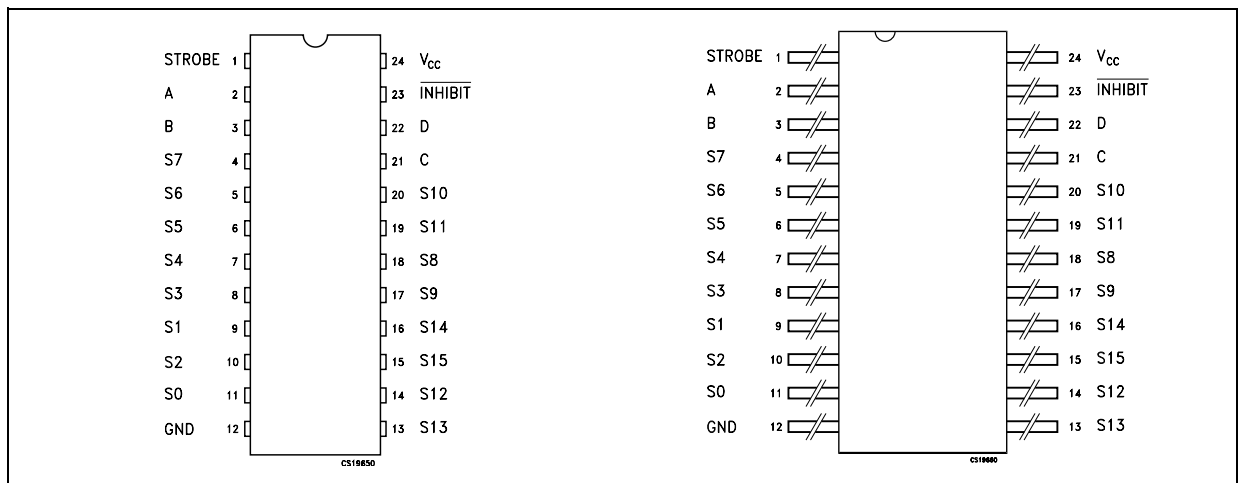 STROBE 1 24 VCC
A 2 23 INHIBIT
B 3 22 D
S7 4 21 C
S6 5 20 S10
S5 6 19 S11
S4 7 18 S8
S3 8 17 S9
S1 9 16 S14
S2 10 15 S15
S0 11 14 S12
GND 12 13 S13
CS19650
STROBE 1 24 VCC
A 2 23 INHIBIT
B 3 22 D
S7 4 21 C
S6 5 20 S10
S5 6 19 S11
S4 7 18 S8
S3 8 17 S9
S1 9 16 S14
S2 10 15 S15
S0 11 14 S12
GND 12 13 S13
CS19660